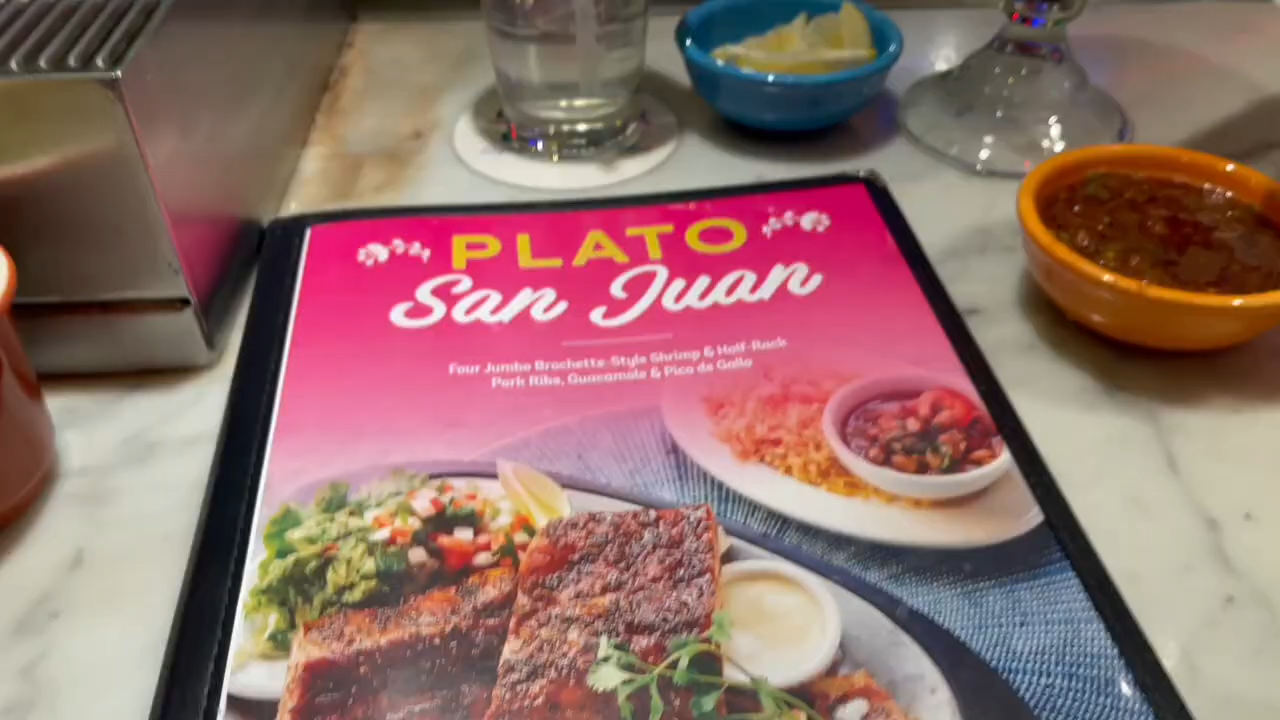 PLATO
San Juan
Four Jumbo Brochette-Style Shrimp & Half-Rack
Pork Ribs, Guacamole & Pico de Gallo